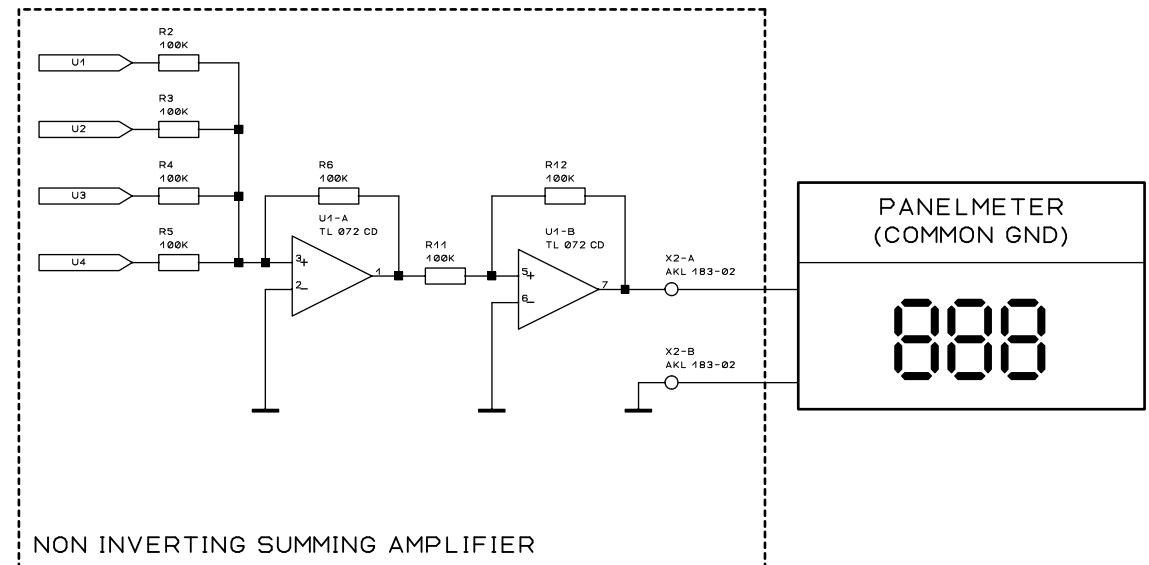 R2
100K
U1
R3
100K
U2
R4
100K
U3
R5
100K
U4
R6
100K
U1-A
TL 072 CD
3+
2-
1
R11
100K
R12
100K
U1-B
TL 072 CD
5+
6-
7
X2-A
AKL 183-02
X2-B
AKL 183-02
PANELMETER
(COMMON GND)
888
NON INVERTING SUMMING AMPLIFIER